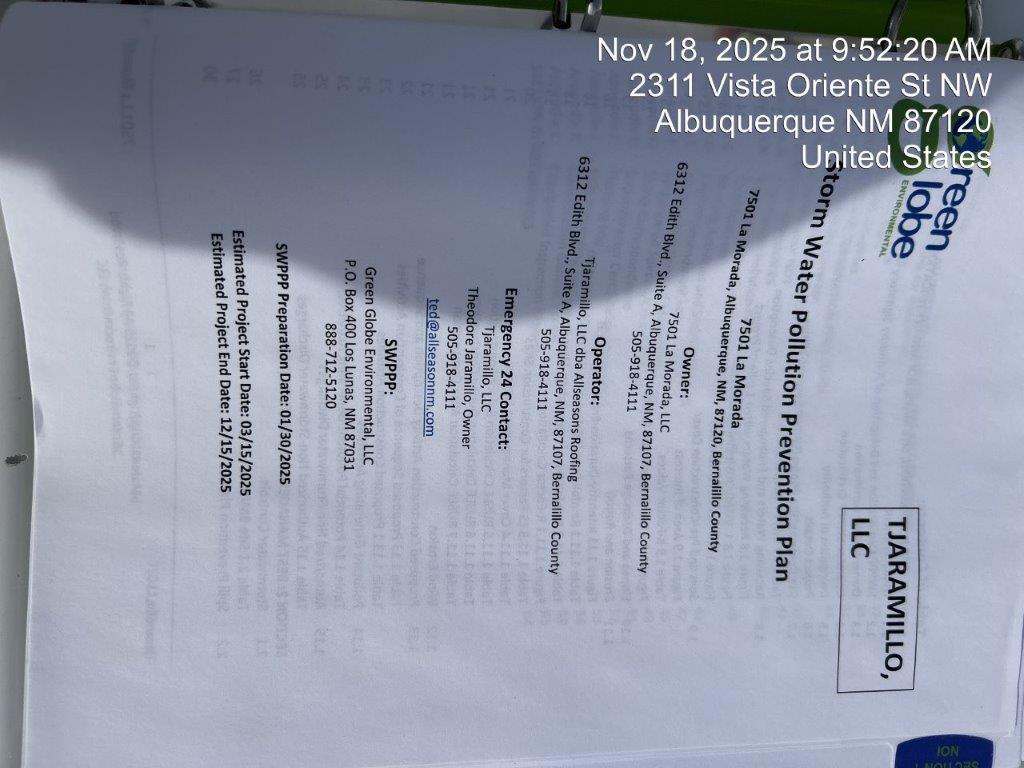 Nov 18, 2025 at 9:52:20 AM
2311 Vista Oriente St NW
Albuquerque NM 87120
United States
Green
Globe
ENVIRONMENTAL
TJARAMILLO,
LLC
Storm Water Pollution Prevention Plan
7501 La Morada
7501 La Morada, Albuquerque, NM, 87120, Bernalillo County
Owner:
7501 La Morada, LLC
6312 Edith Blvd., Suite A, Albuquerque, NM, 87107, Bernalillo County
505-918-4111
Operator:
Tjaramillo, LLC dba Allseasons Roofing
6312 Edith Blvd., Suite A, Albuquerque, NM, 87107, Bernalillo County
505-918-4111
Emergency 24 Contact:
Tjaramillo, LLC
Theodore Jaramillo, Owner
505-918-4111
ted@allseasonnm.com
SWPPP:
Green Globe Environmental, LLC
P.O. Box 400 Los Lunas, NM 87031
888-712-5120
SWPPP Preparation Date: 01/30/2025
Estimated Project Start Date: 03/15/2025
Estimated Project End Date: 12/15/2025
SECTION 1
NOI